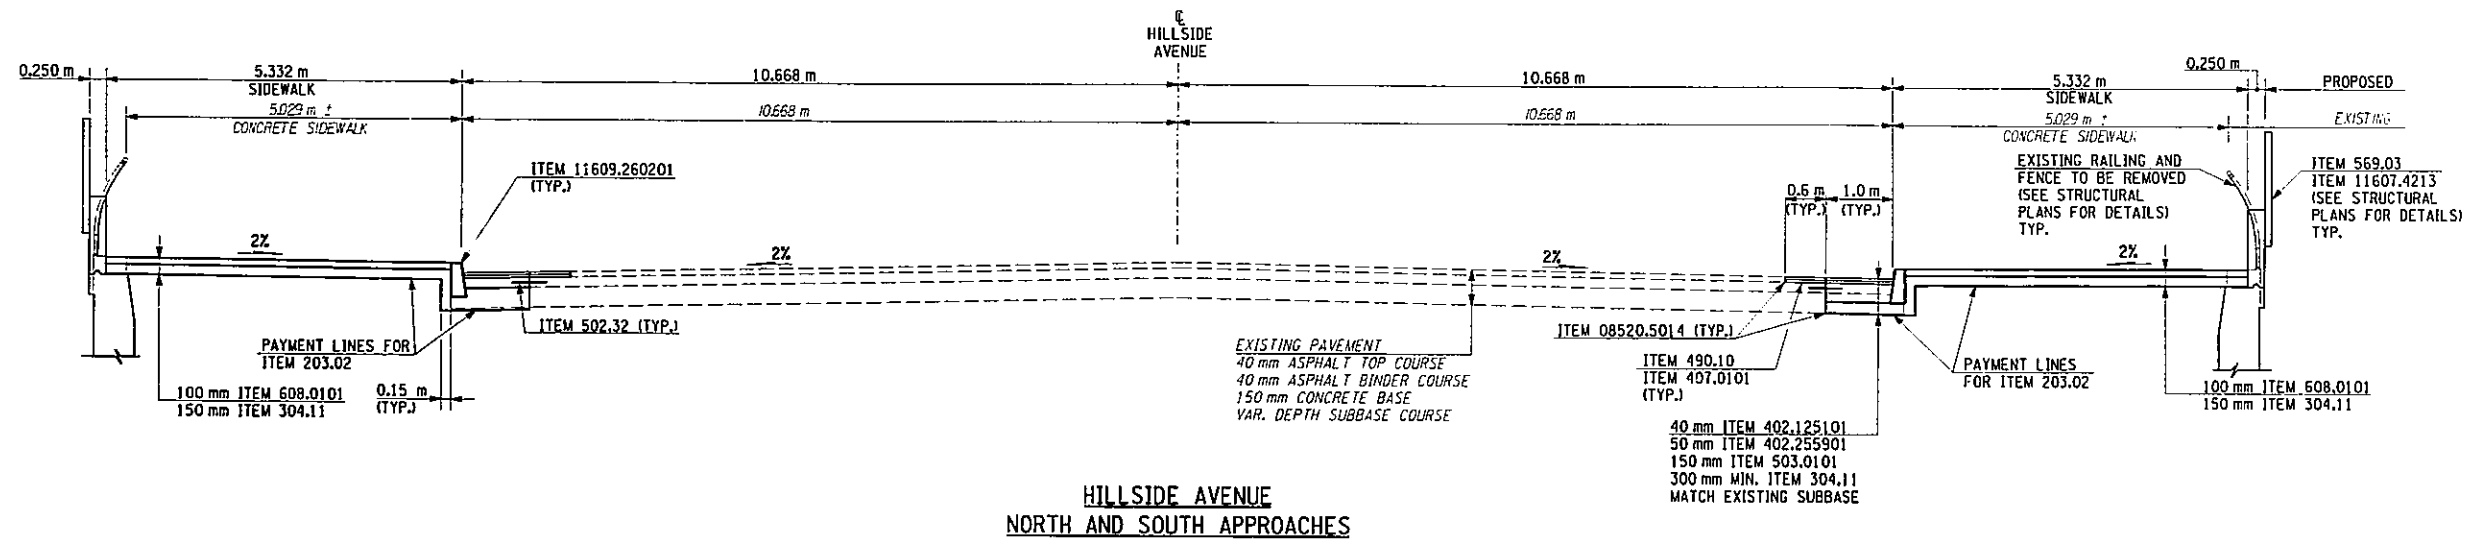 ℄
HILLSIDE
AVENUE
0.250 m
5.332 m
SIDEWALK
10.668 m
10.668 m
5.332 m
SIDEWALK
0.250 m
PROPOSED
5.029 m ±
CONCRETE SIDEWALK
10.668 m
10.668 m
5.029 m ±
CONCRETE SIDEWALK
EXISTING
ITEM 11609.260201
(TYP.)
0.6 m
(TYP.)
1.0 m
(TYP.)
EXISTING RAILING AND
FENCE TO BE REMOVED
(SEE STRUCTURAL
PLANS FOR DETAILS)
TYP.
ITEM 569.03
ITEM 11607.4213
(SEE STRUCTURAL
PLANS FOR DETAILS)
TYP.
2%
2%
2%
2%
ITEM 502.32 (TYP.)
PAYMENT LINES FOR
ITEM 203.02
100 mm ITEM 608.0101
150 mm ITEM 304.11
0.15 m
(TYP.)
EXISTING PAVEMENT
40 mm ASPHALT TOP COURSE
40 mm ASPHALT BINDER COURSE
150 mm CONCRETE BASE
VAR. DEPTH SUBBASE COURSE
ITEM 08520.5014 (TYP.)
ITEM 490.10
ITEM 407.0101
(TYP.)
40 mm ITEM 402.125101
50 mm ITEM 402.255901
150 mm ITEM 503.0101
300 mm MIN. ITEM 304.11
MATCH EXISTING SUBBASE
PAYMENT LINES
FOR ITEM 203.02
100 mm ITEM 608.0101
150 mm ITEM 304.11
HILLSIDE AVENUE
NORTH AND SOUTH APPROACHES